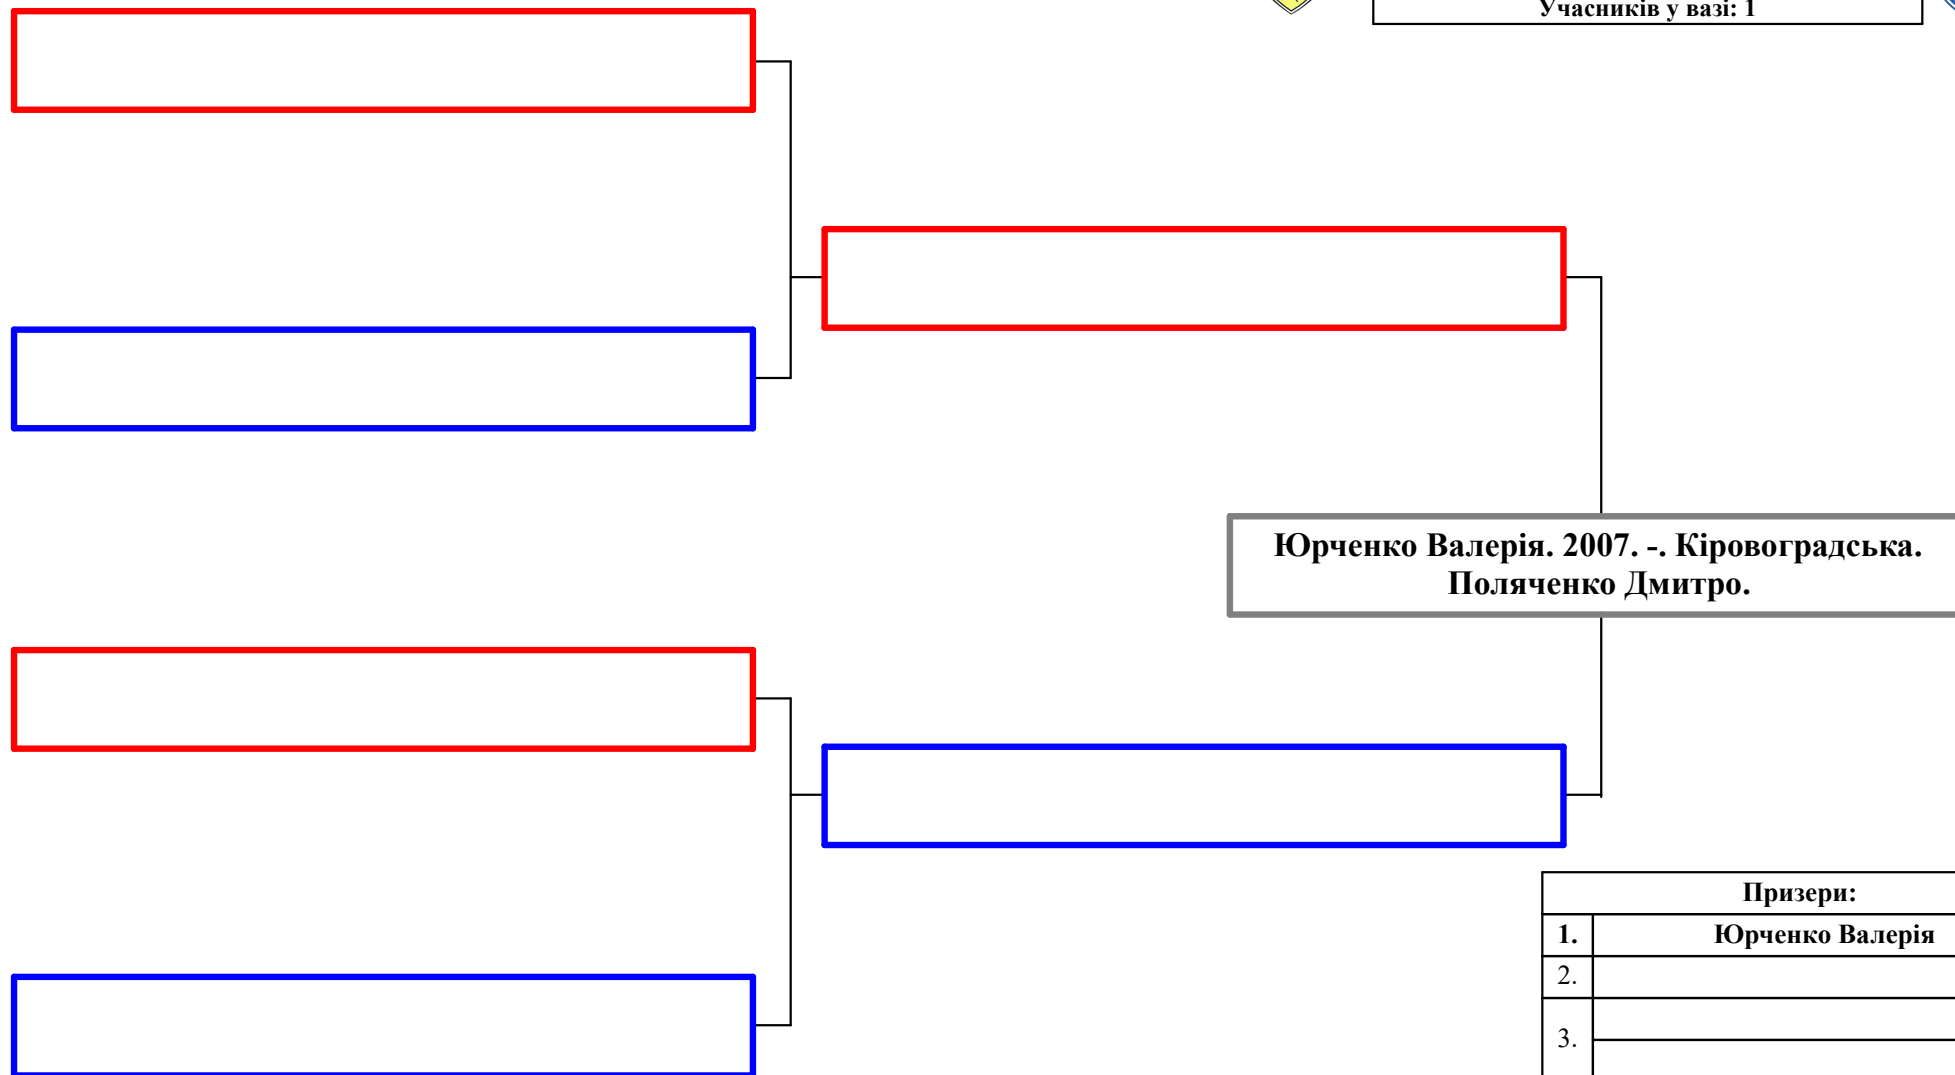 Учасників у вазі: 1
Юрченко Валерія. 2007. -. Кіровоградська.
Поляченко Дмитро.
Призери:
1. Юрченко Валерія
2.
3.